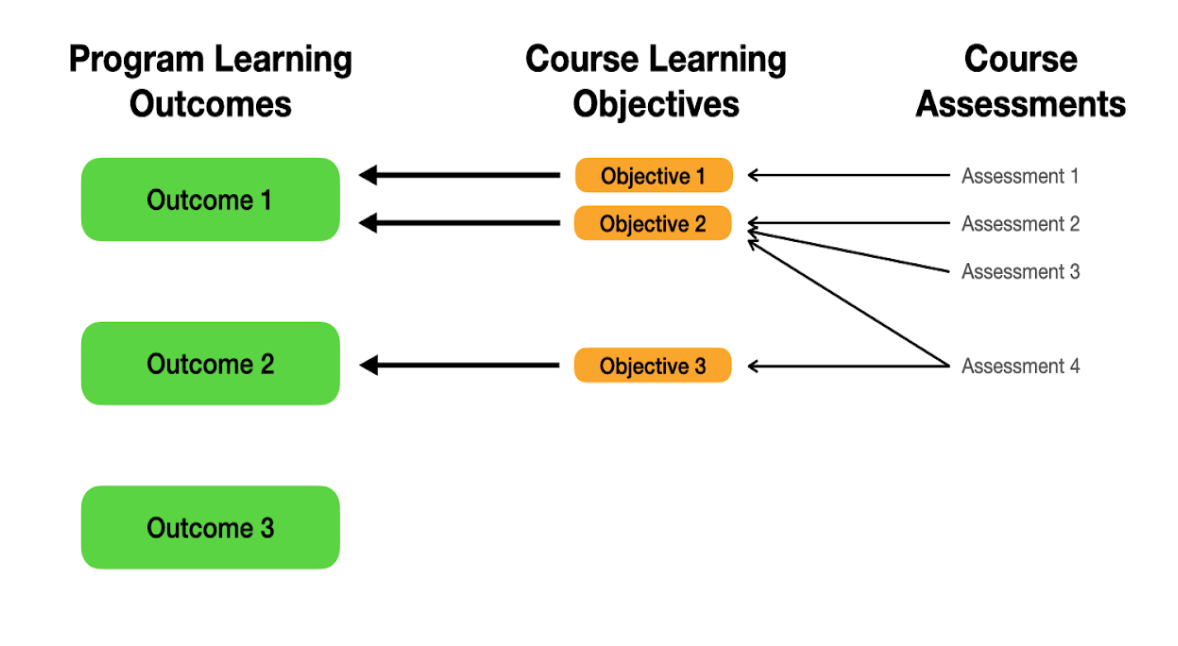 Program Learning
Outcomes
Course Learning
Objectives
Course
Assessments
Outcome 1
Objective 1
Assessment 1
Objective 2
Assessment 2
Assessment 3
Outcome 2
Objective 3
Assessment 4
Outcome 3